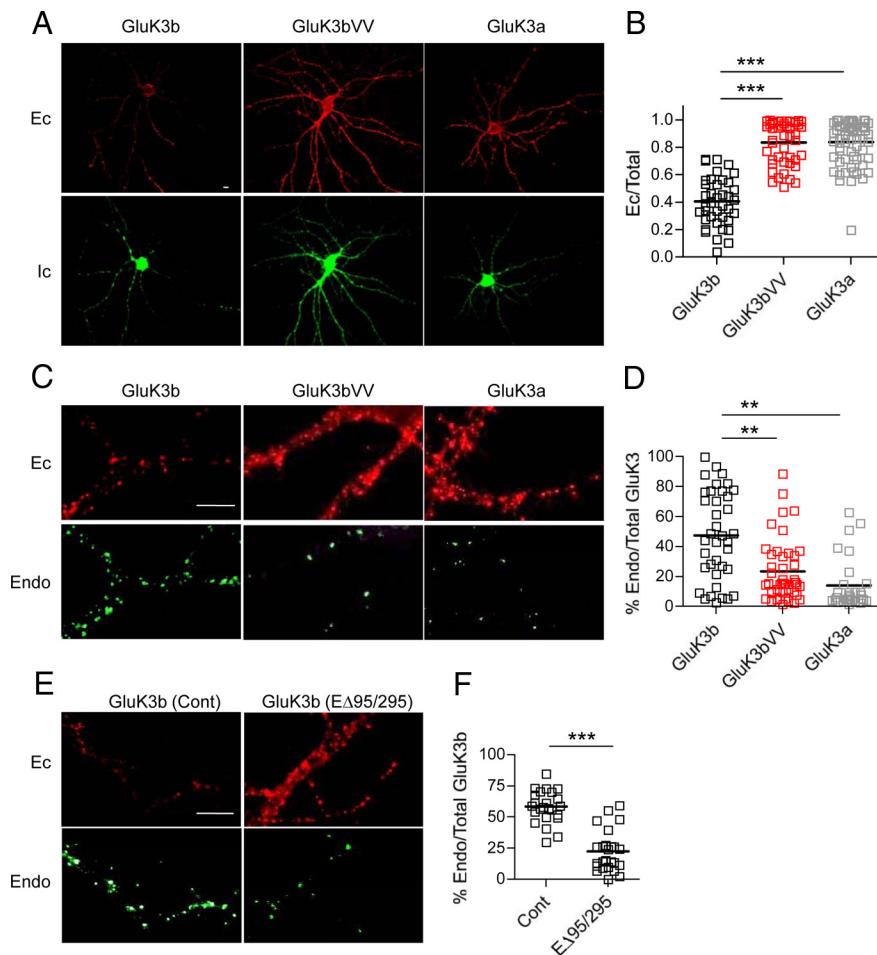 A
GluK3b
GluK3bVV
GluK3a
Ec
Ic
B
***
***
Ec/Total
1.0
0.8
0.6
0.4
0.2
0.0
GluK3b
GluK3bVV
GluK3a
C
GluK3b
GluK3bVV
GluK3a
Ec
Endo
D
**
**
% Endo/Total GluK3
100
80
60
40
20
0
GluK3b
GluK3bVV
GluK3a
E
GluK3b (Cont)
GluK3b (EΔ95/295)
Ec
Endo
F
***
% Endo/Total GluK3b
100
75
50
25
0
Cont
EΔ95/295